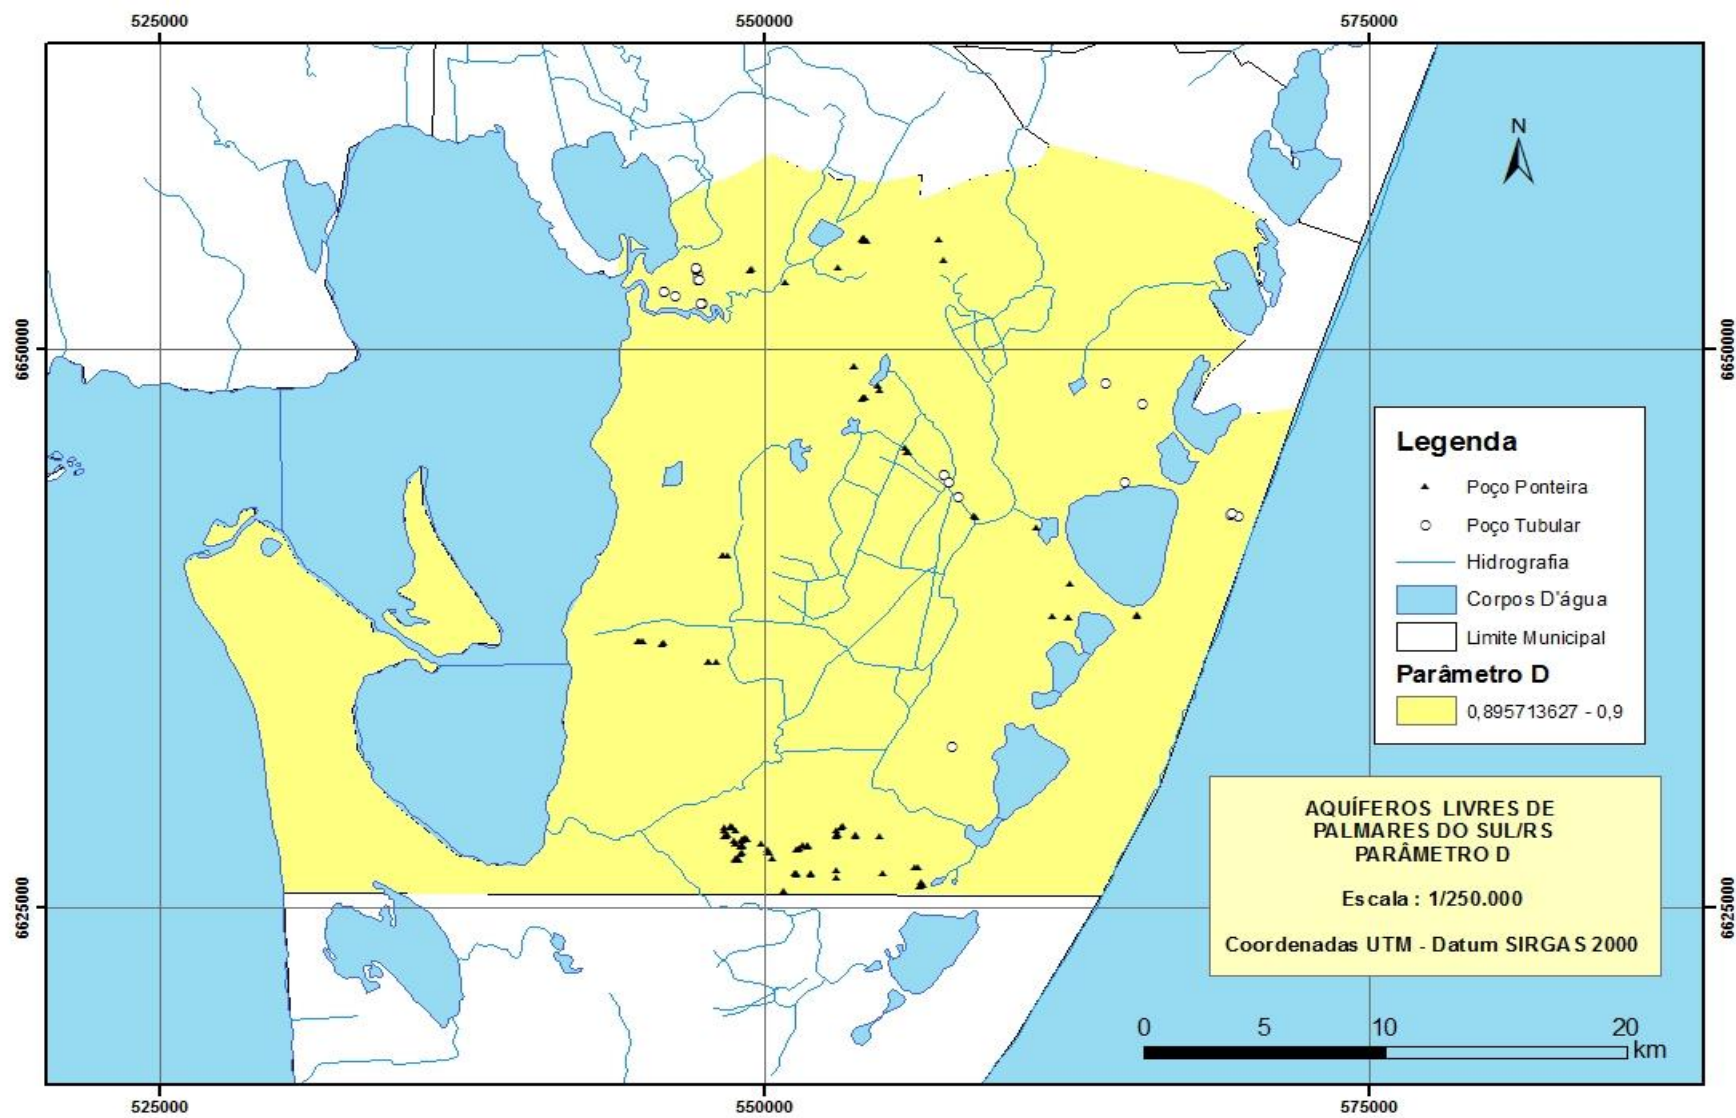 525000
550000
575000
N
6650000
6650000
Legenda
Poço Ponteira
Poço Tubular
Hidrografia
Corpos D'água
Limite Municipal
Parâmetro D
0,895713627 - 0,9
AQUÍFEROS LIVRES DE
PALMARES DO SUL/RS
PARÂMETRO D
Escala : 1/250.000
Coordenadas UTM - Datum SIRGAS 2000
6625000
6625000
0 5 10 20
km
525000
550000
575000